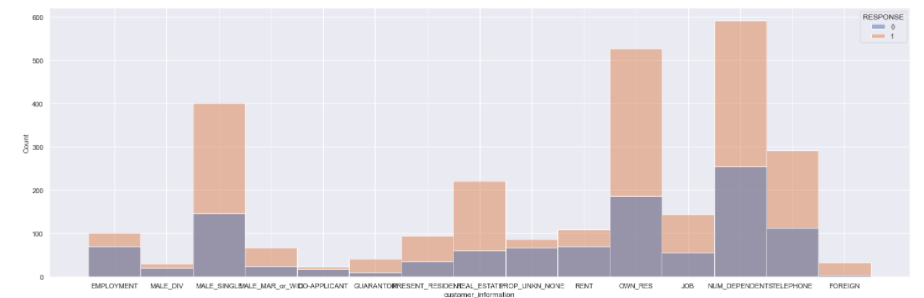 RESPONSE
0
1
600
500
400
300
200
100
0
Count
EMPLOYMENT MALE_DIV MALE_SINGLE MALE_MAR_or_WID CO-APPLICANT GUARANTOR PRESENT_RESIDENT REAL_ESTATE PROP_UNKN_NONE RENT OWN_RES JOB NUM_DEPENDENTS TELEPHONE FOREIGN
customer_information